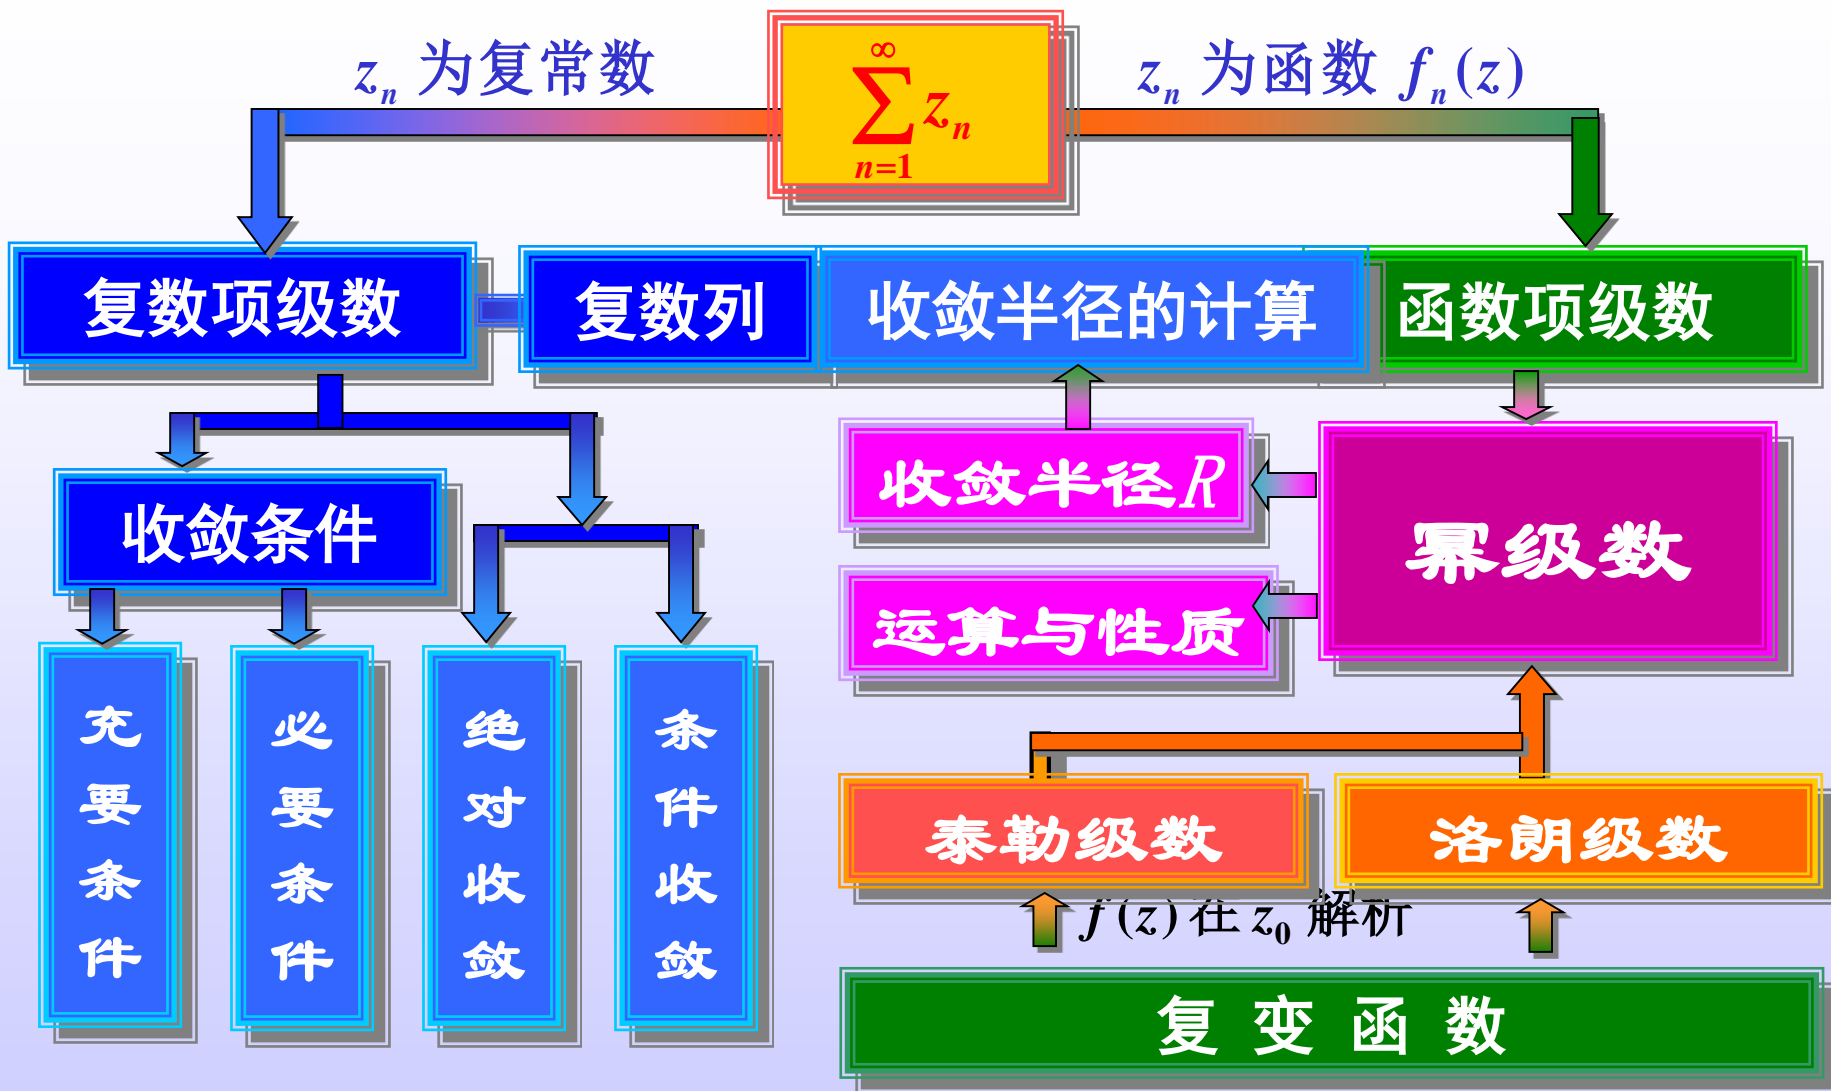 z_n 为复常数
∞
∑ z_n
n=1
z_n 为函数 f_n(z)
复数项级数
复数列
收敛半径的计算
函数项级数
收敛条件
收敛半径R
幂级数
运算与性质
充要条件
必要条件
绝对收敛
条件收敛
泰勒级数
洛朗级数
f(z) 在 z_0 解析
复变函数